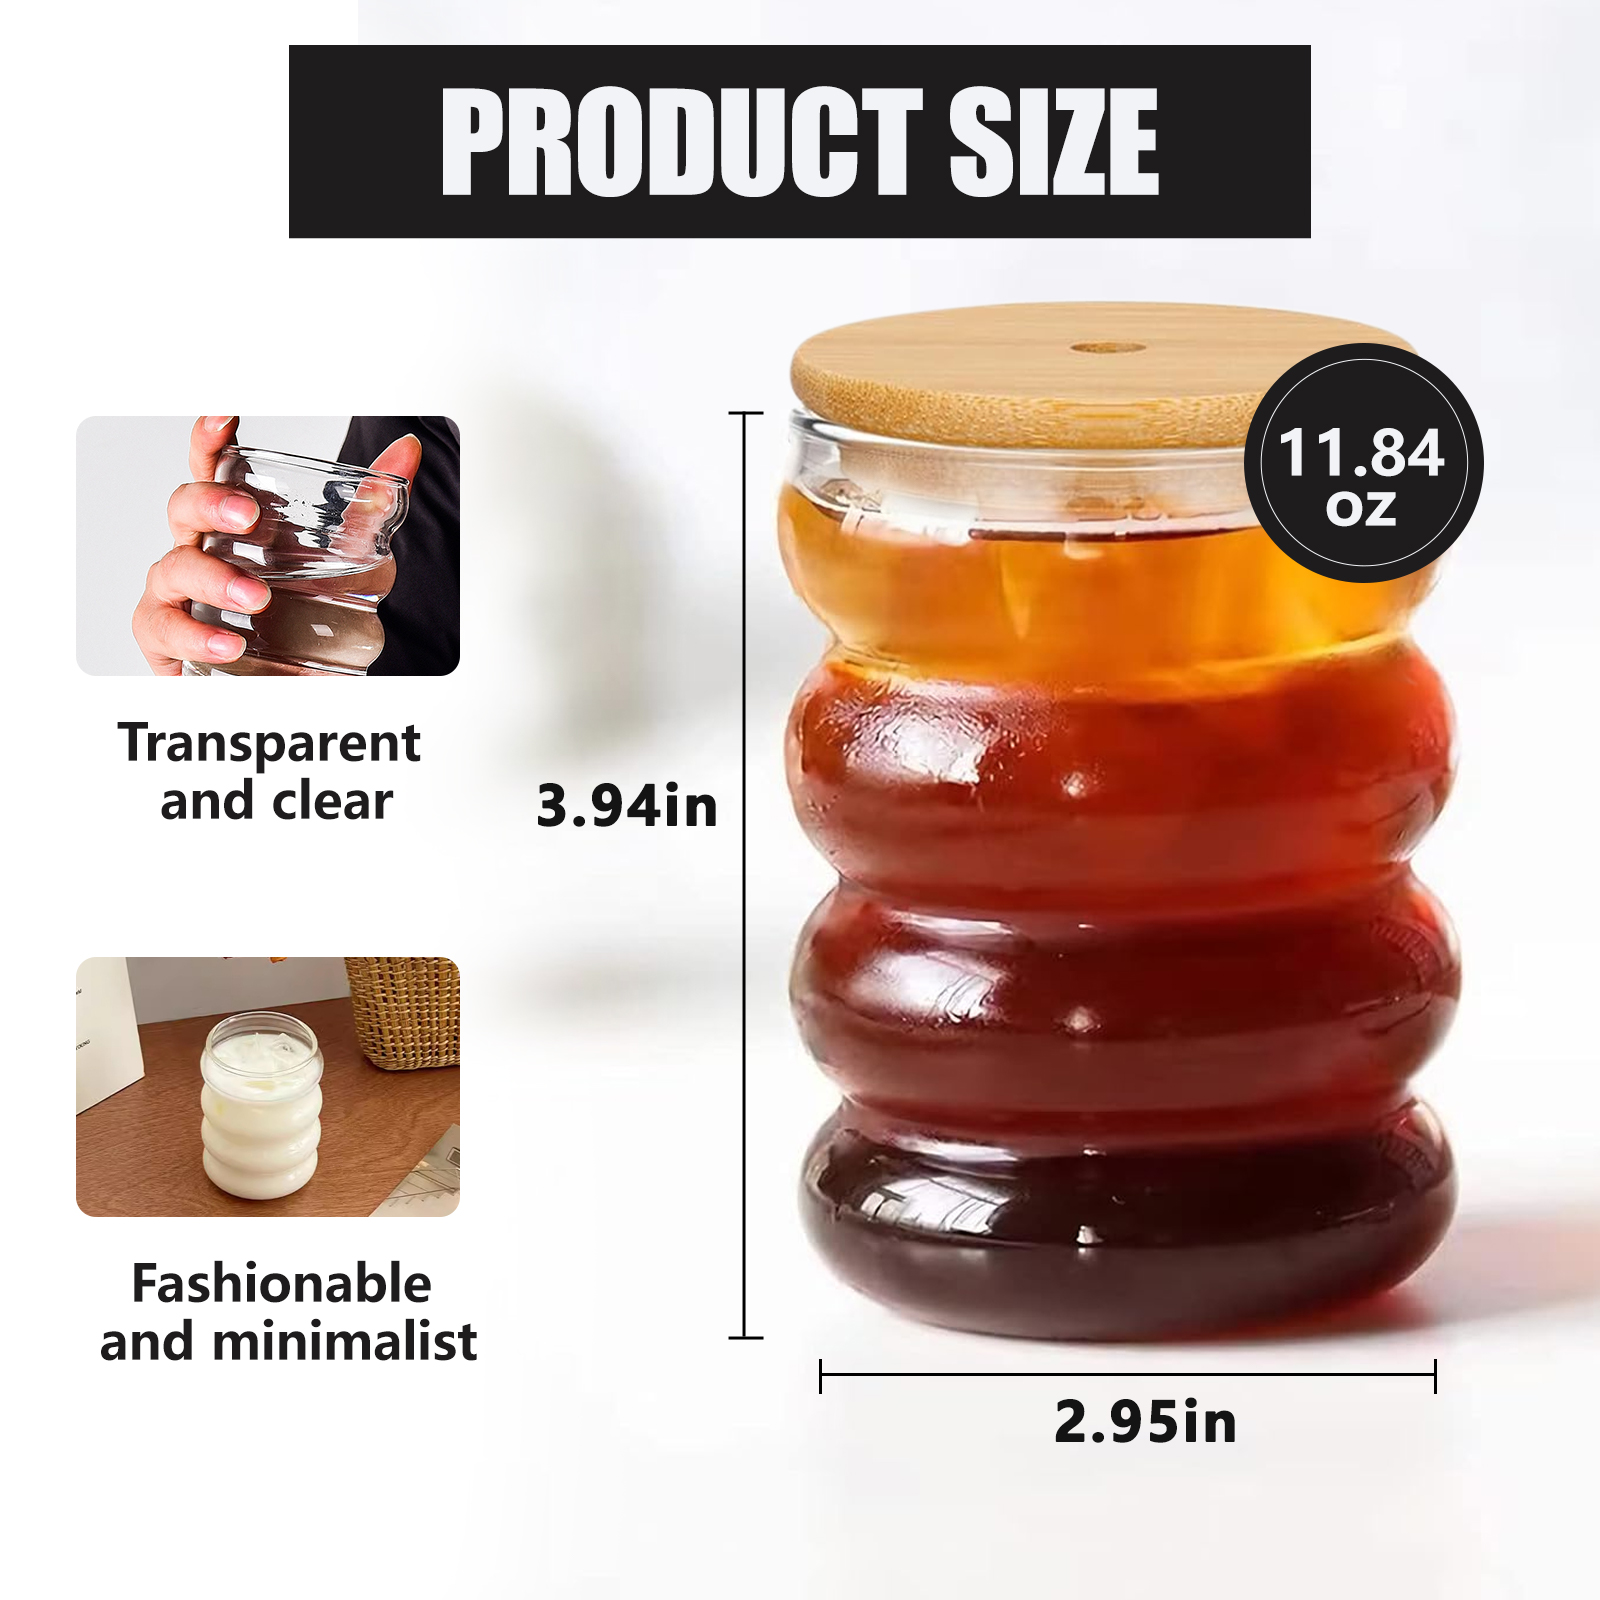 PRODUCT SIZE
11.84
oz
Transparent
and clear
3.94in
Fashionable
and minimalist
2.95in